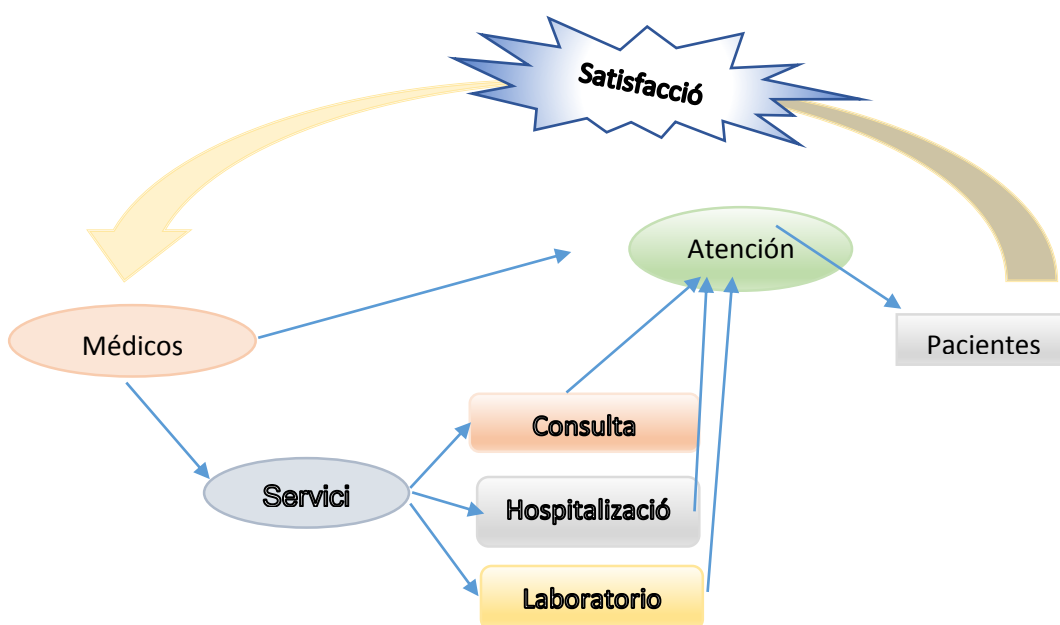 Satisfacció
Atención
Médicos
Pacientes
Consulta
Servici
Hospitalizació
Laboratorio